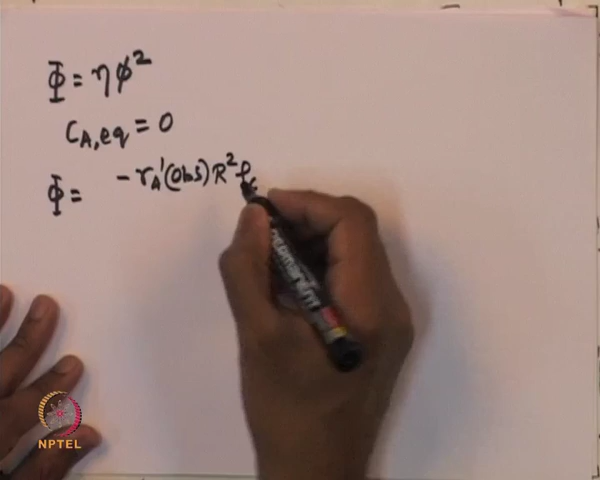 Φ = ηϕ²
C_A,eq = 0
Φ = -r_A'(obs) R² ρ_c
NPTEL